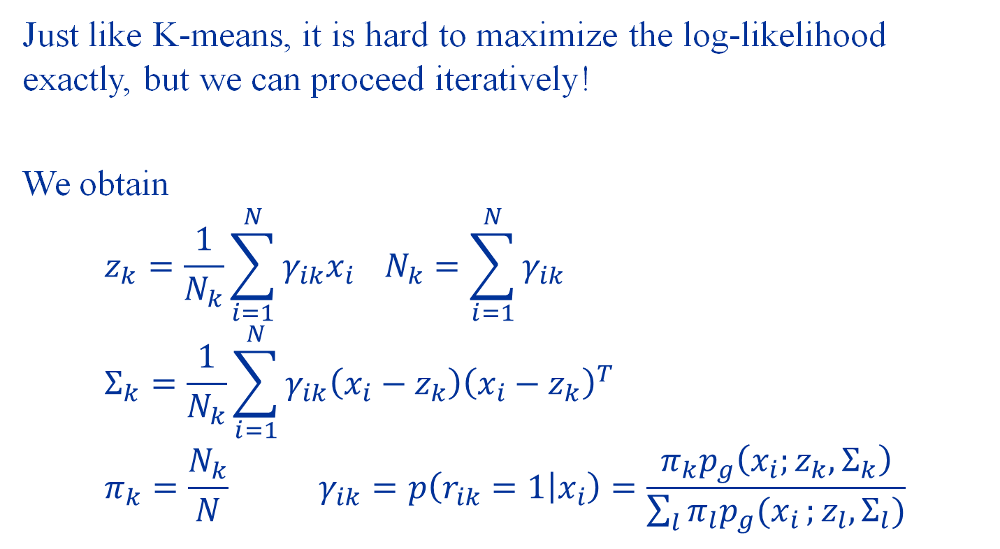 Just like K-means, it is hard to maximize the log-likelihood
exactly, but we can proceed iteratively!
We obtain
$z_k = \frac{1}{N_k} \sum_{i=1}^{N} \gamma_{ik} x_i \quad N_k = \sum_{i=1}^{N} \gamma_{ik}$
$\Sigma_k = \frac{1}{N_k} \sum_{i=1}^{N} \gamma_{ik} (x_i - z_k)(x_i - z_k)^T$
$\pi_k = \frac{N_k}{N} \quad \gamma_{ik} = p(r_{ik} = 1 | x_i) = \frac{\pi_k p_g(x_i; z_k, \Sigma_k)}{\sum_l \pi_l p_g(x_i; z_l, \Sigma_l)}$